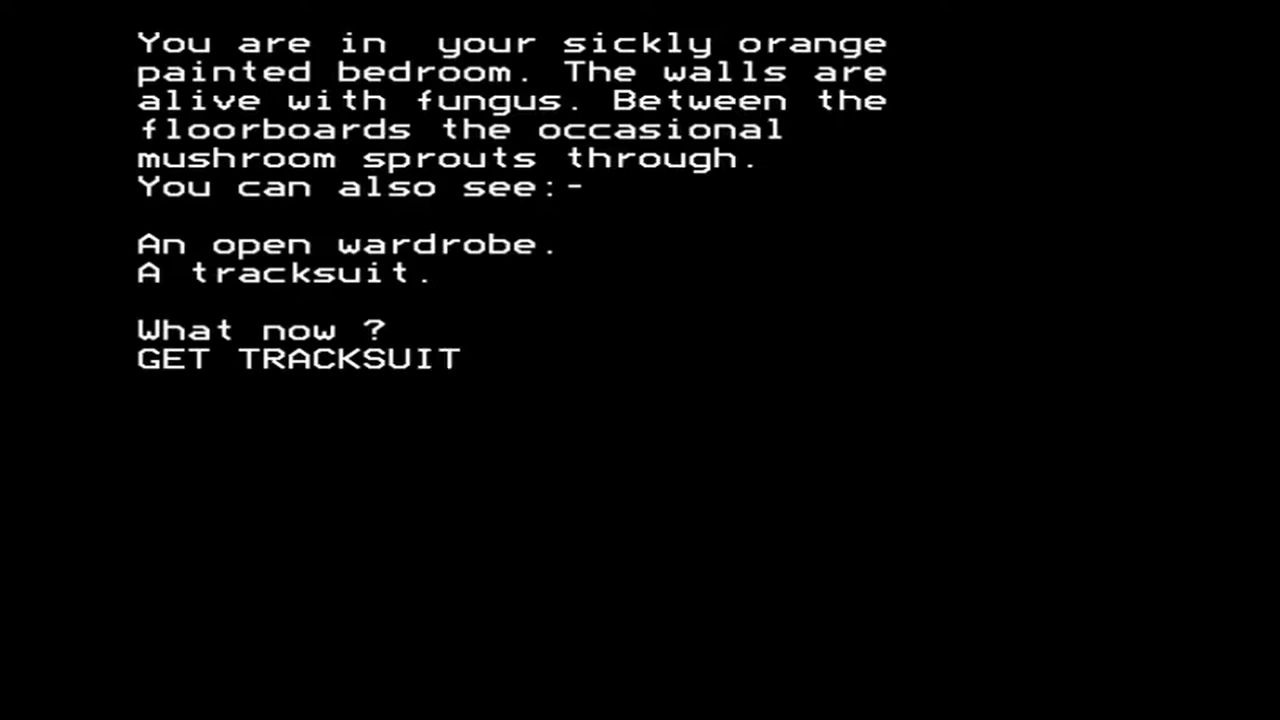 You are in  your sickly orange
painted bedroom. The walls are
alive with fungus. Between the
floorboards the occasional
mushroom sprouts through.
You can also see:-
An open wardrobe.
A tracksuit.
What now ?
GET TRACKSUIT